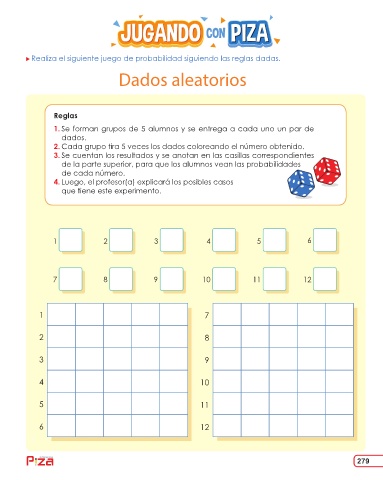 JUGANDO CON PIZA
Realiza el siguiente juego de probabilidad siguiendo las reglas dadas.
Dados aleatorios
Reglas
1. Se forman grupos de 5 alumnos y se entrega a cada uno un par de
dados.
2. Cada grupo tira 5 veces los dados coloreando el número obtenido.
3. Se cuentan los resultados y se anotan en las casillas correspondientes
de la parte superior, para que los alumnos vean las probabilidades
de cada número.
4. Luego, el profesor(a) explicará los posibles casos
que tiene este experimento.
1 2 3 4 5 6
7 8 9 10 11 12
1 7
2 8
3 9
4 10
5 11
6 12
P:za
279